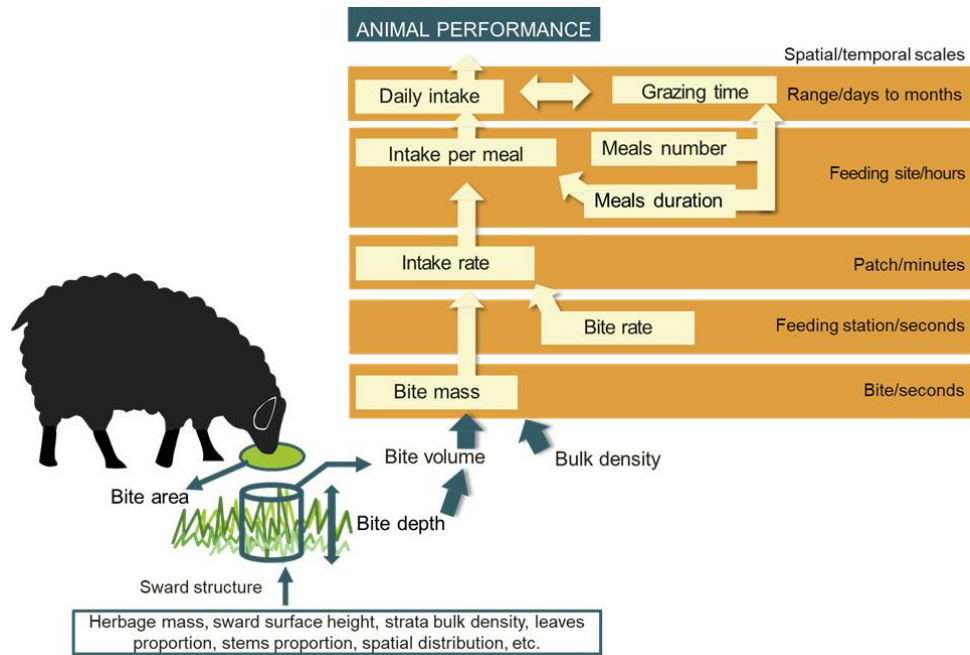 ANIMAL PERFORMANCE
Spatial/temporal scales
Daily intake
Grazing time
Range/days to months
Intake per meal
Meals number
Feeding site/hours
Meals duration
Intake rate
Patch/minutes
Bite rate
Feeding station/seconds
Bite mass
Bite/seconds
Bite volume
Bulk density
Bite area
Bite depth
Sward structure
Herbage mass, sward surface height, strata bulk density, leaves
proportion, stems proportion, spatial distribution, etc.